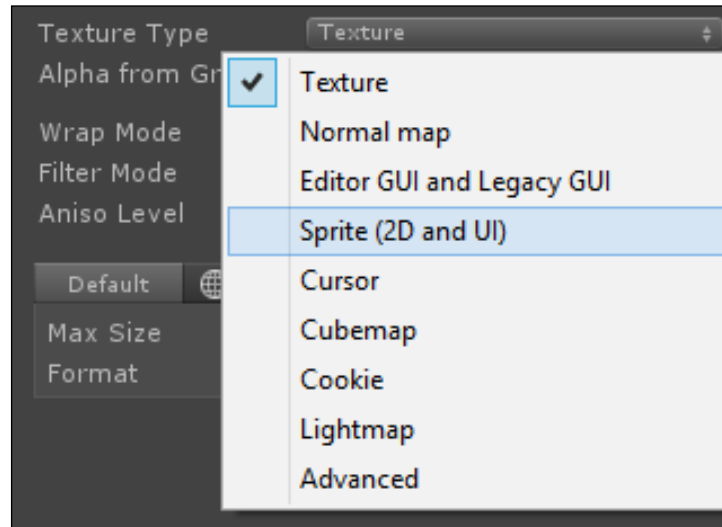 Texture Type Texture
Alpha from Gr
Texture
Wrap Mode
Normal map
Filter Mode
Editor GUI and Legacy GUI
Aniso Level
Sprite (2D and UI)
Default
Cursor
Max Size
Cubemap
Format
Cookie
Lightmap
Advanced